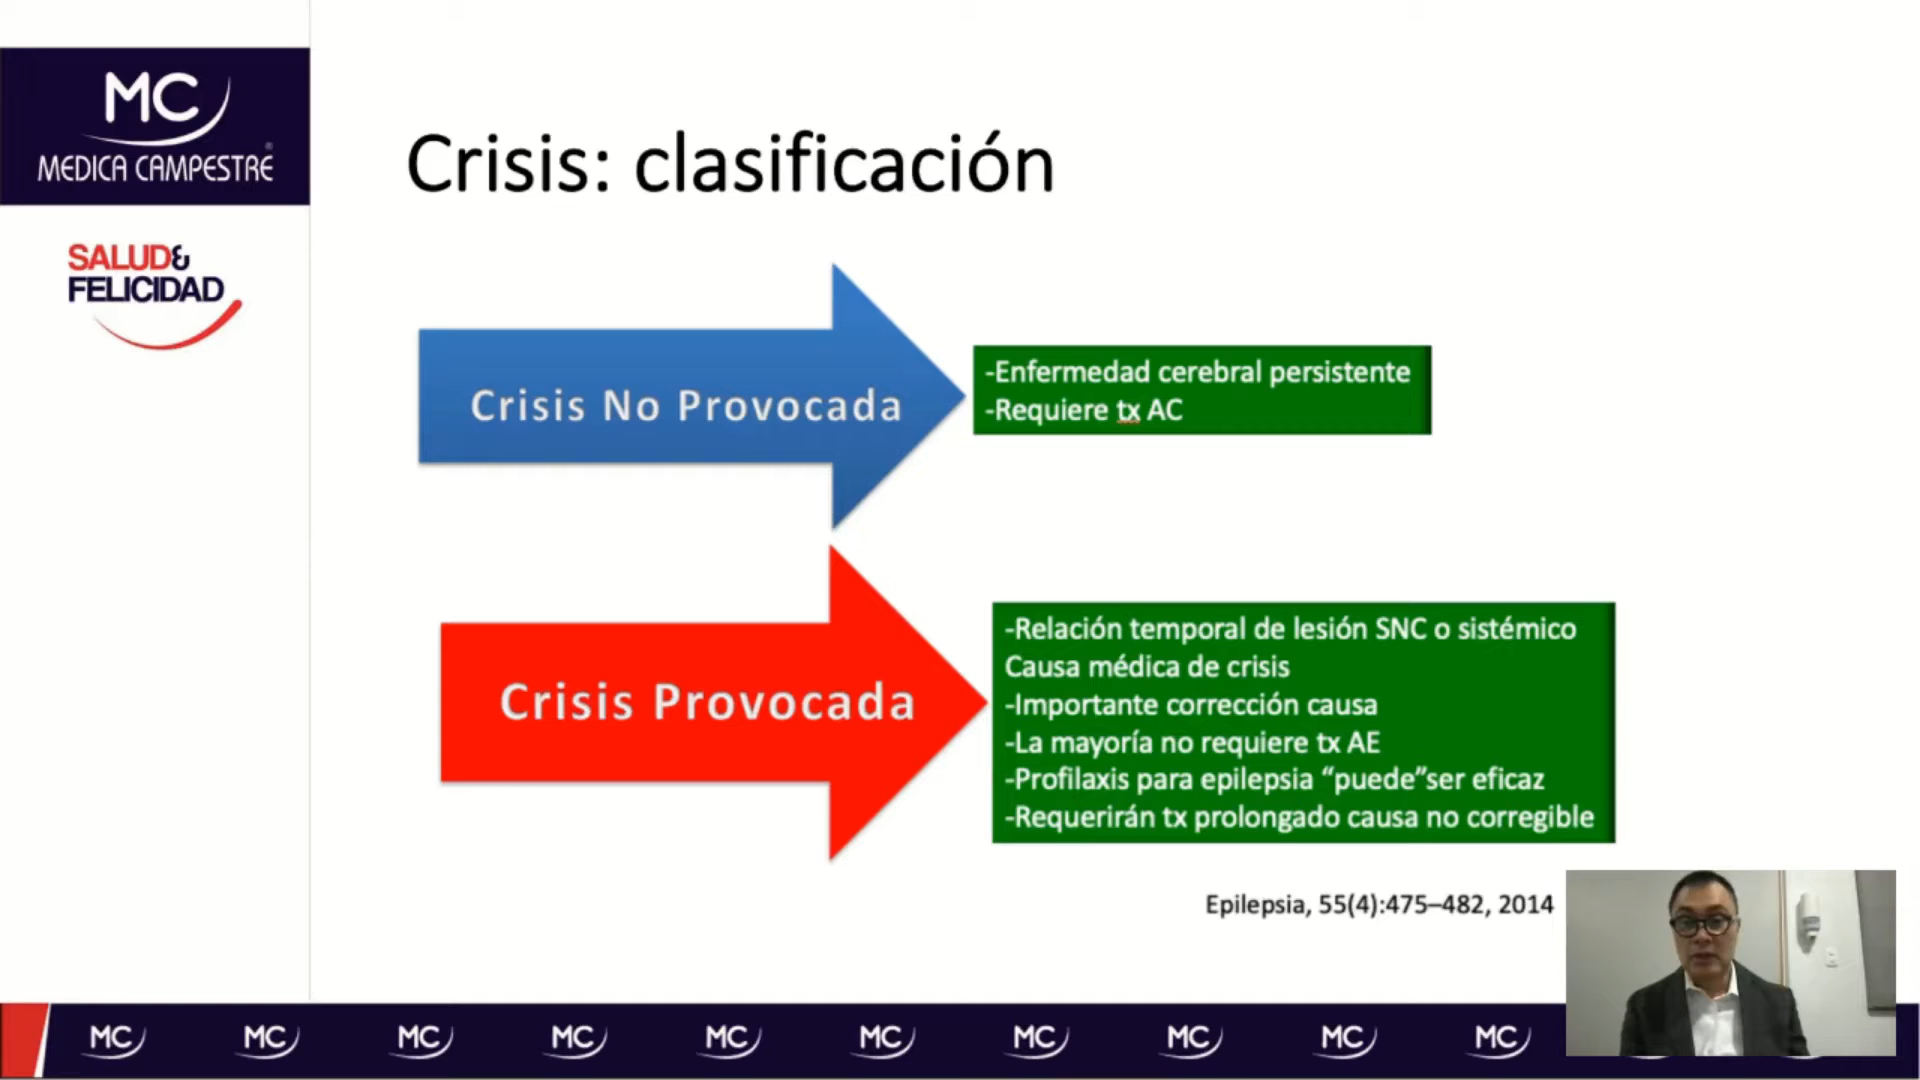 MC
MEDICA CAMPESTRE®
SALUD&
FELICIDAD
Crisis: clasificación
Crisis No Provocada
-Enfermedad cerebral persistente
-Requiere tx AC
Crisis Provocada
-Relación temporal de lesión SNC o sistémico
Causa médica de crisis
-Importante corrección causa
-La mayoría no requiere tx AE
-Profilaxis para epilepsia “puede”ser eficaz
-Requerirán tx prolongado causa no corregible
Epilepsia, 55(4):475–482, 2014
MC MC MC MC MC MC MC MC MC MC